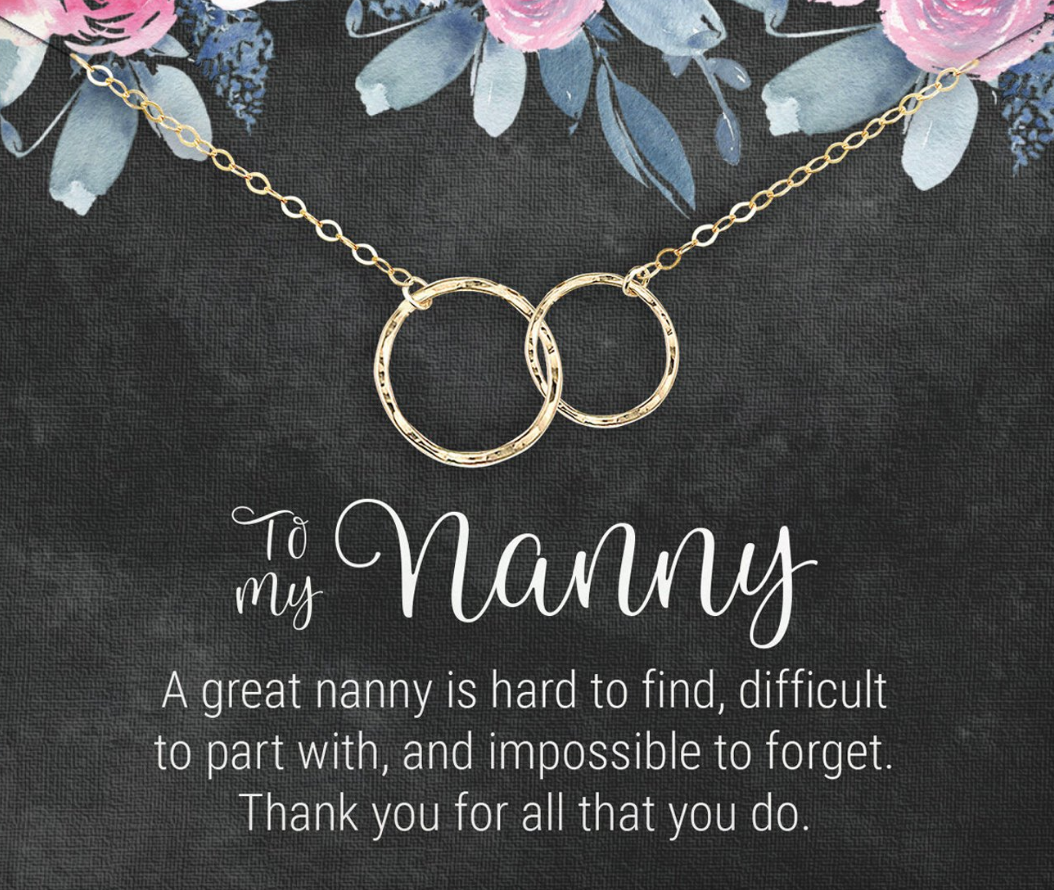 To my Nanny
A great nanny is hard to find, difficult
to part with, and impossible to forget.
Thank you for all that you do.